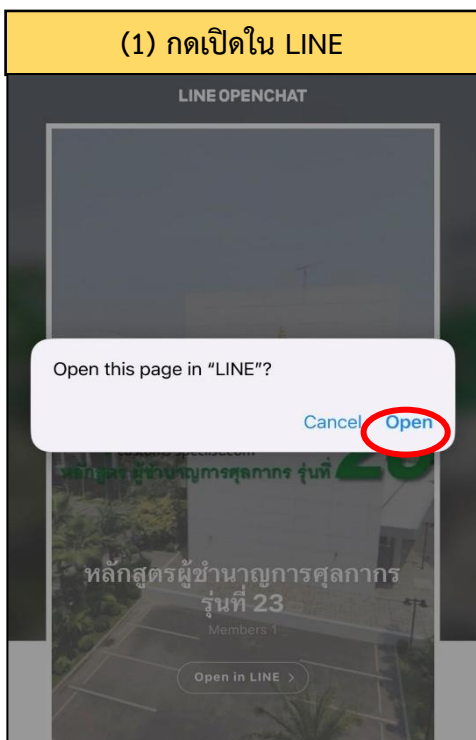 (1) กดเปิดใน LINE
LINE OPENCHAT
Open this page in “LINE”?
Cancel
Open
หลักสูตร ผู้ชำนาญการศุลกากร รุ่นที่
หลักสูตรผู้ชำนาญการศุลกากร
รุ่นที่ 23
Members 1
Open in LINE >